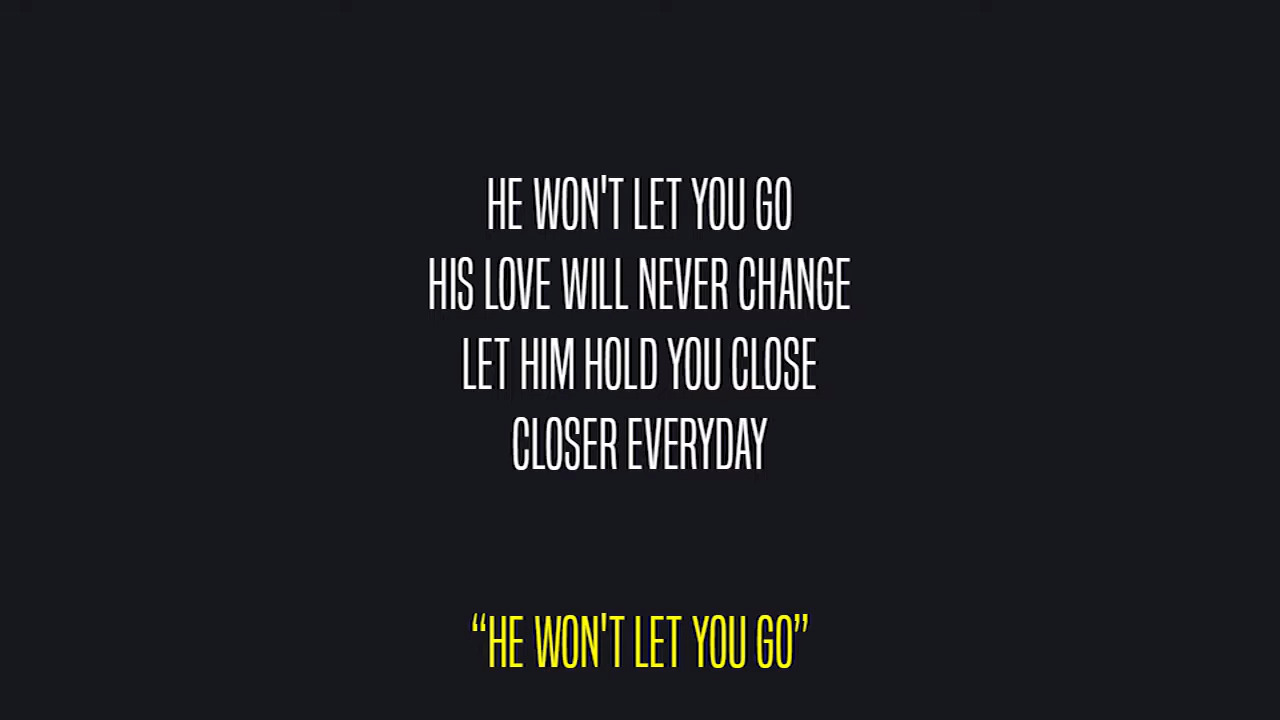 HE WON'T LET YOU GO
HIS LOVE WILL NEVER CHANGE
LET HIM HOLD YOU CLOSE
CLOSER EVERYDAY
“HE WON'T LET YOU GO”